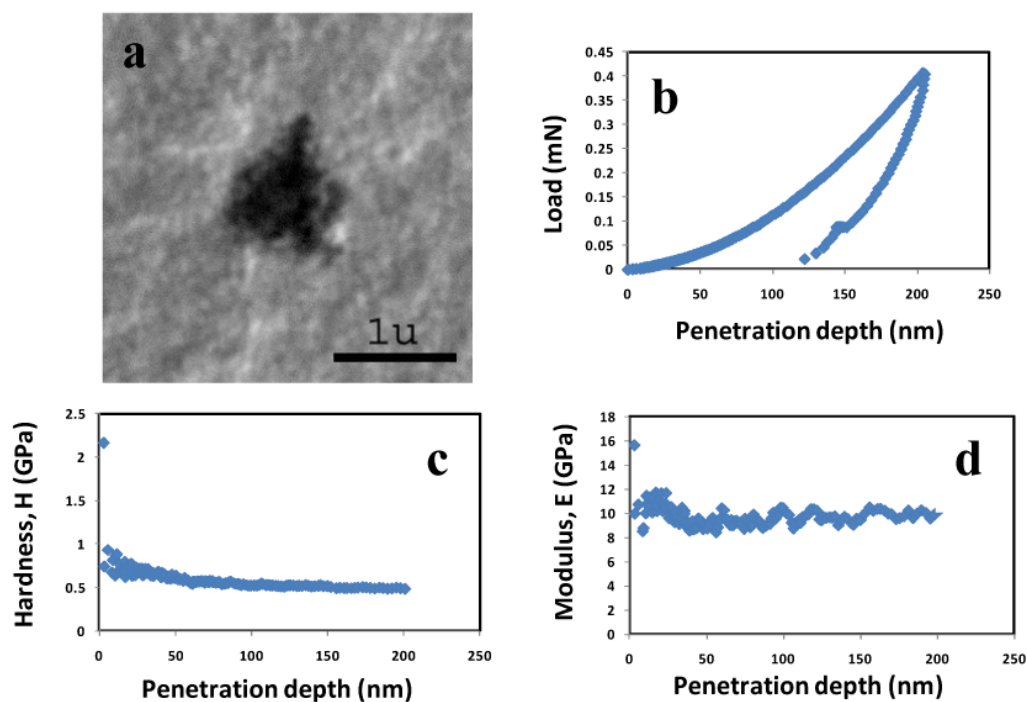 a
1u
b
Load (mN)
0.45
0.4
0.35
0.3
0.25
0.2
0.15
0.1
0.05
0
0 50 100 150 200 250
Penetration depth (nm)
c
Hardness, H (GPa)
2.5
2
1.5
1
0.5
0
0 50 100 150 200 250
Penetration depth (nm)
d
Modulus, E (GPa)
18
16
14
12
10
8
6
4
2
0
0 50 100 150 200 250
Penetration depth (nm)